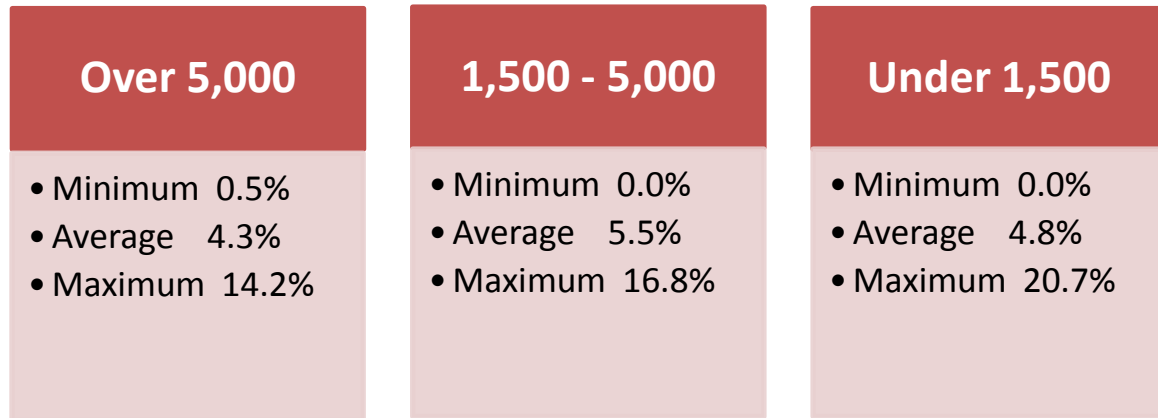 Over 5,000
• Minimum 0.5%
• Average 4.3%
• Maximum 14.2%
1,500 - 5,000
• Minimum 0.0%
• Average 5.5%
• Maximum 16.8%
Under 1,500
• Minimum 0.0%
• Average 4.8%
• Maximum 20.7%